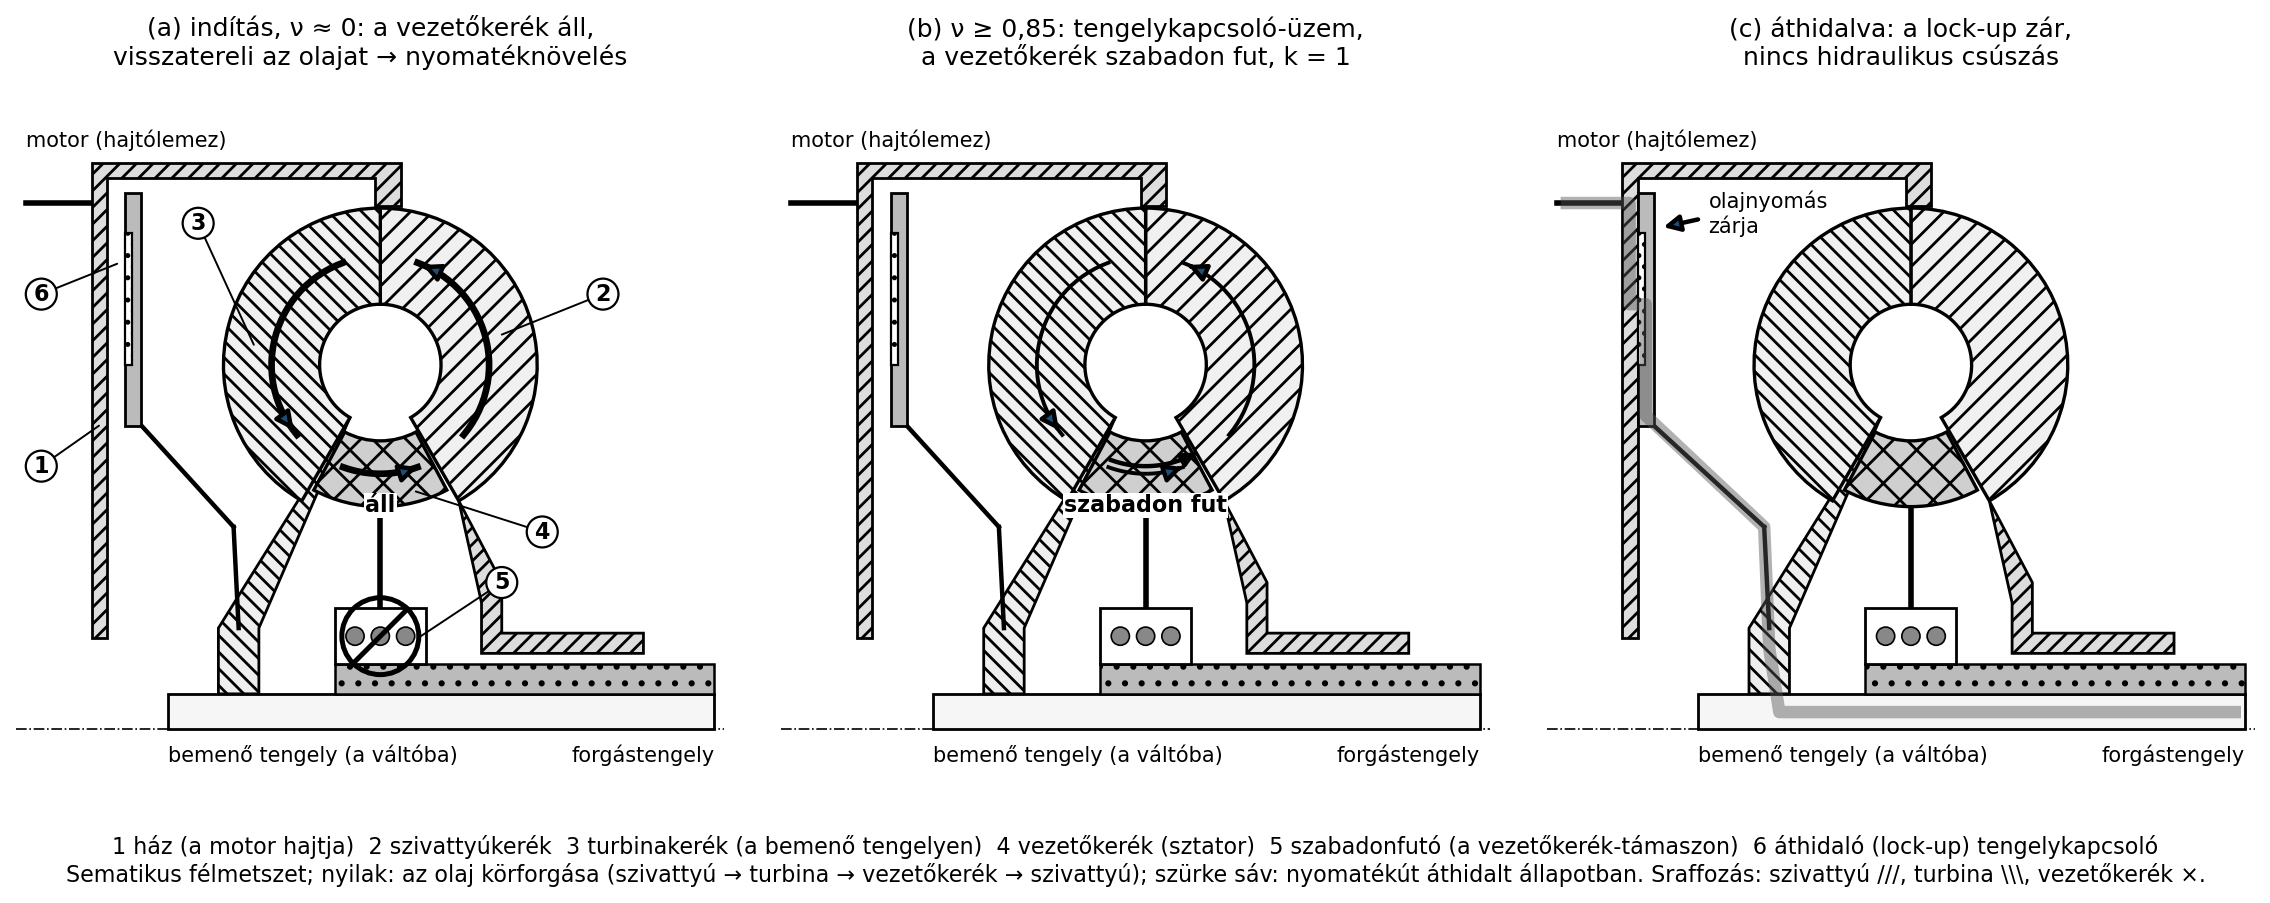 (a) indítás, ν ≈ 0: a vezetőkerék áll,
visszatereli az olajat → nyomatéknövelés
motor (hajtólemez)
3
6
2
1
áll
4
5
bemenő tengely (a váltóba)
forgástengely
(b) ν ≥ 0,85: tengelykapcsoló-üzem,
a vezetőkerék szabadon fut, k = 1
motor (hajtólemez)
szabadon fut
bemenő tengely (a váltóba)
forgástengely
(c) áthidalva: a lock-up zár,
nincs hidraulikus csúszás
motor (hajtólemez)
olajnyomás
zárja
bemenő tengely (a váltóba)
forgástengely
1 ház (a motor hajtja)  2 szivattyúkerék  3 turbinakerék (a bemenő tengelyen)  4 vezetőkerék (sztator)  5 szabadonfutó (a vezetőkerék-támaszon)  6 áthidaló (lock-up) tengelykapcsoló
Sematikus félmetszet; nyilak: az olaj körforgása (szivattyú → turbina → vezetőkerék → szivattyú); szürke sáv: nyomatékút áthidalt állapotban. Sraffozás: szivattyú ///, turbina \\\, vezetőkerék ×.